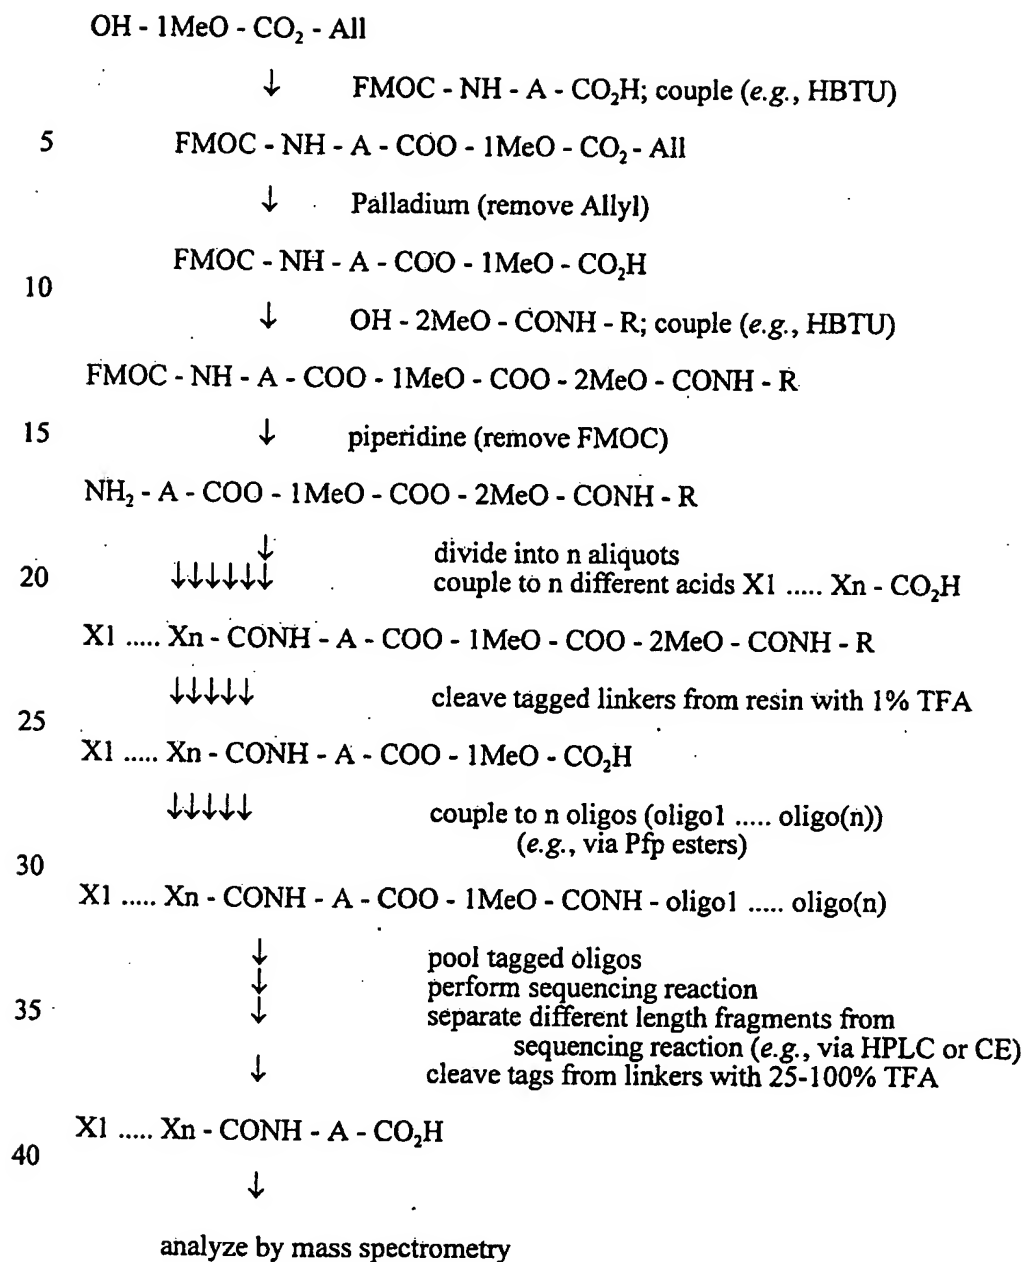 OH - 1MeO - CO₂ - All
↓ FMOC - NH - A - CO₂H; couple (e.g., HBTU)
5 FMOC - NH - A - COO - 1MeO - CO₂ - All
↓ Palladium (remove Allyl)
FMOC - NH - A - COO - 1MeO - CO₂H
10
↓ OH - 2MeO - CONH - R; couple (e.g., HBTU)
FMOC - NH - A - COO - 1MeO - COO - 2MeO - CONH - R
15 ↓ piperidine (remove FMOC)
NH₂ - A - COO - 1MeO - COO - 2MeO - CONH - R
↓ divide into n aliquots
20 ↓↓↓↓↓↓ couple to n different acids X1 ..... Xn - CO₂H
X1 ..... Xn - CONH - A - COO - 1MeO - COO - 2MeO - CONH - R
↓↓↓↓↓ cleave tagged linkers from resin with 1% TFA
25
X1 ..... Xn - CONH - A - COO - 1MeO - CO₂H
↓↓↓↓↓ couple to n oligos (oligo1 ..... oligo(n))
(e.g., via Pfp esters)
30
X1 ..... Xn - CONH - A - COO - 1MeO - CONH - oligo1 ..... oligo(n)
↓ pool tagged oligos
↓ perform sequencing reaction
35 ↓ separate different length fragments from
sequencing reaction (e.g., via HPLC or CE)
↓ cleave tags from linkers with 25-100% TFA
X1 ..... Xn - CONH - A - CO₂H
40
↓
analyze by mass spectrometry